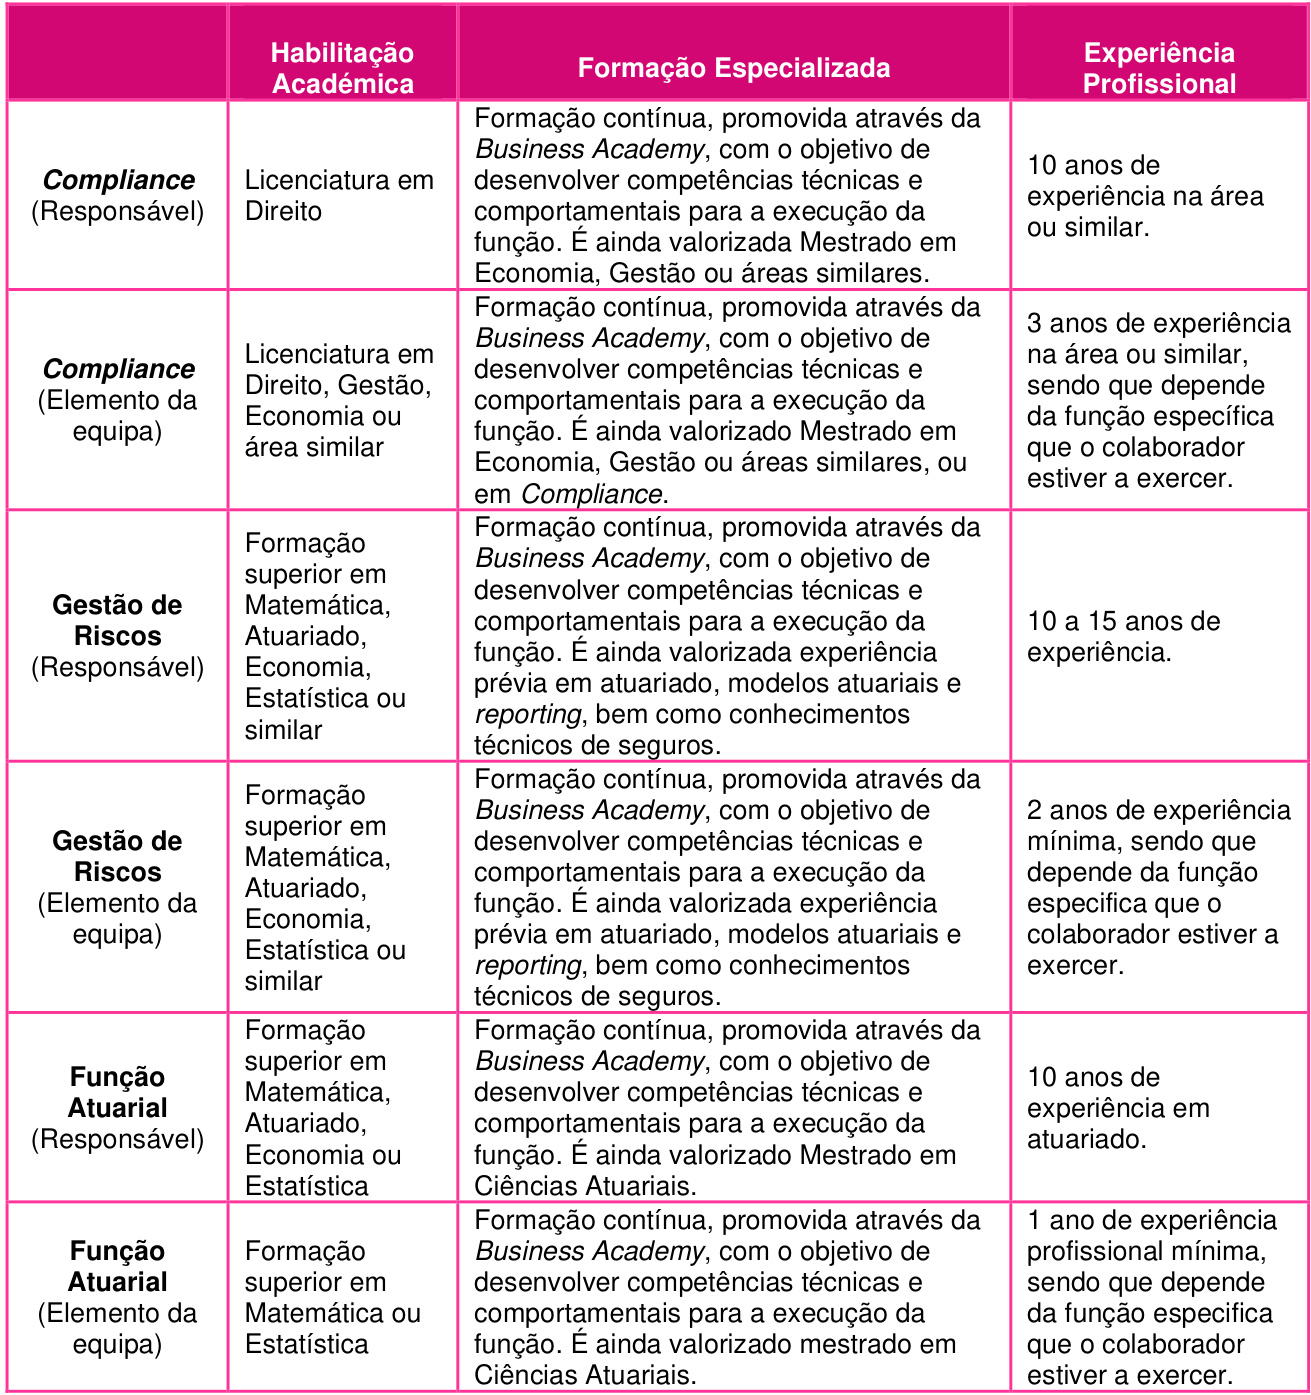 Habilitação
Académica
Formação Especializada
Experiência
Profissional
Compliance
(Responsável)
Licenciatura em
Direito
Formação contínua, promovida através da
Business Academy, com o objetivo de
desenvolver competências técnicas e
comportamentais para a execução da
função. É ainda valorizada Mestrado em
Economia, Gestão ou áreas similares.
10 anos de
experiência na área
ou similar.
Compliance
(Elemento da
equipa)
Licenciatura em
Direito, Gestão,
Economia ou
área similar
Formação contínua, promovida através da
Business Academy, com o objetivo de
desenvolver competências técnicas e
comportamentais para a execução da
função. É ainda valorizado Mestrado em
Economia, Gestão ou áreas similares, ou
em Compliance.
3 anos de experiência
na área ou similar,
sendo que depende
da função específica
que o colaborador
estiver a exercer.
Gestão de
Riscos
(Responsável)
Formação
superior em
Matemática,
Atuariado,
Economia,
Estatística ou
similar
Formação contínua, promovida através da
Business Academy, com o objetivo de
desenvolver competências técnicas e
comportamentais para a execução da
função. É ainda valorizada experiência
prévia em atuariado, modelos atuariais e
reporting, bem como conhecimentos
técnicos de seguros.
10 a 15 anos de
experiência.
Gestão de
Riscos
(Elemento da
equipa)
Formação
superior em
Matemática,
Atuariado,
Economia,
Estatística ou
similar
Formação contínua, promovida através da
Business Academy, com o objetivo de
desenvolver competências técnicas e
comportamentais para a execução da
função. É ainda valorizada experiência
prévia em atuariado, modelos atuariais e
reporting, bem como conhecimentos
técnicos de seguros.
2 anos de experiência
mínima, sendo que
depende da função
especifica que o
colaborador estiver a
exercer.
Função
Atuarial
(Responsável)
Formação
superior em
Matemática,
Atuariado,
Economia ou
Estatística
Formação contínua, promovida através da
Business Academy, com o objetivo de
desenvolver competências técnicas e
comportamentais para a execução da
função. É ainda valorizado Mestrado em
Ciências Atuariais.
10 anos de
experiência em
atuariado.
Função
Atuarial
(Elemento da
equipa)
Formação
superior em
Matemática ou
Estatística
Formação contínua, promovida através da
Business Academy, com o objetivo de
desenvolver competências técnicas e
comportamentais para a execução da
função. É ainda valorizado mestrado em
Ciências Atuariais.
1 ano de experiência
profissional mínima,
sendo que depende
da função especifica
que o colaborador
estiver a exercer.